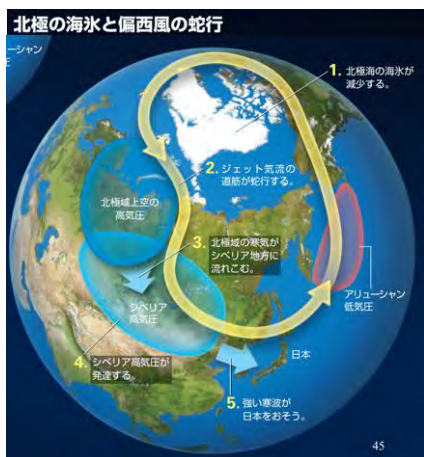 北極の海氷と偏西風の蛇行
ューシャン
圧
1. 北極海の海氷が
減少する。
2. ジェット気流の
道筋が蛇行する。
北極域上空の
高気圧
3. 北極域の寒気が
シベリア地方に
流れこむ。
シベリア
高気圧
アリューシャン
低気圧
4. シベリア高気圧が
発達する。
日本
5. 強い寒波が
日本をおそう。
45